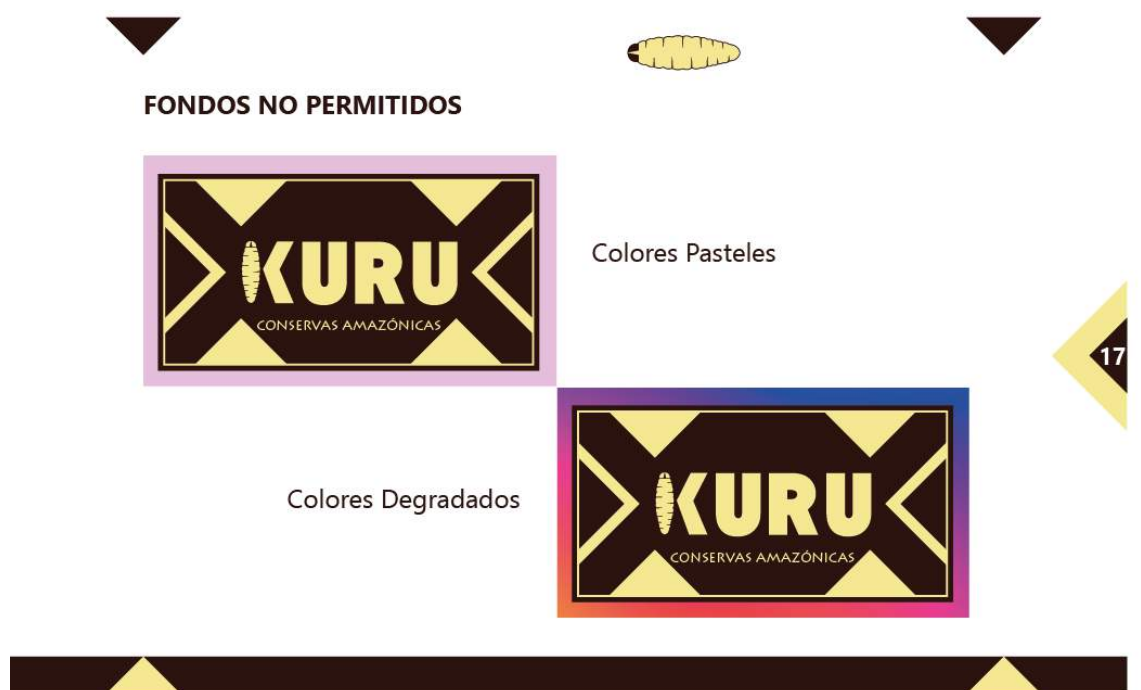 FONDOS NO PERMITIDOS
KURU
CONSERVAS AMAZÓNICAS
Colores Pasteles
17
Colores Degradados
KURU
CONSERVAS AMAZÓNICAS